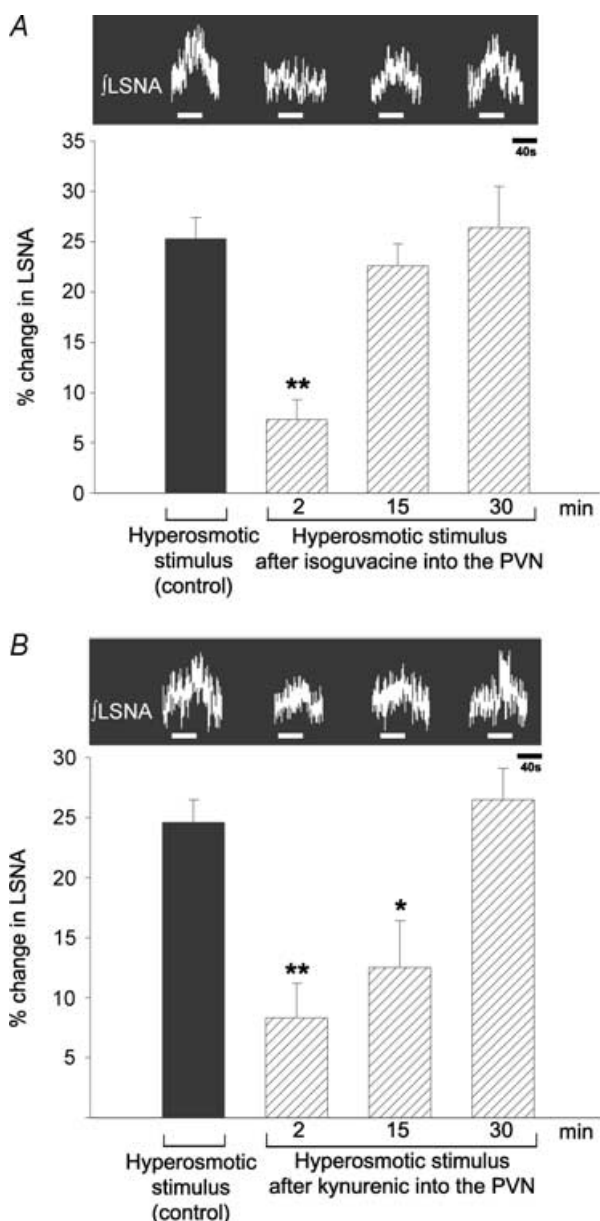 A
∫LSNA
40s
35
30
25
20
15
10
5
0
% change in LSNA
**
2 15 30 min
Hyperosmotic
stimulus
(control)
Hyperosmotic stimulus
after isoguvacine into the PVN
B
∫LSNA
40s
30
25
20
15
10
5
% change in LSNA
**
*
2 15 30 min
Hyperosmotic
stimulus
(control)
Hyperosmotic stimulus
after kynurenic into the PVN